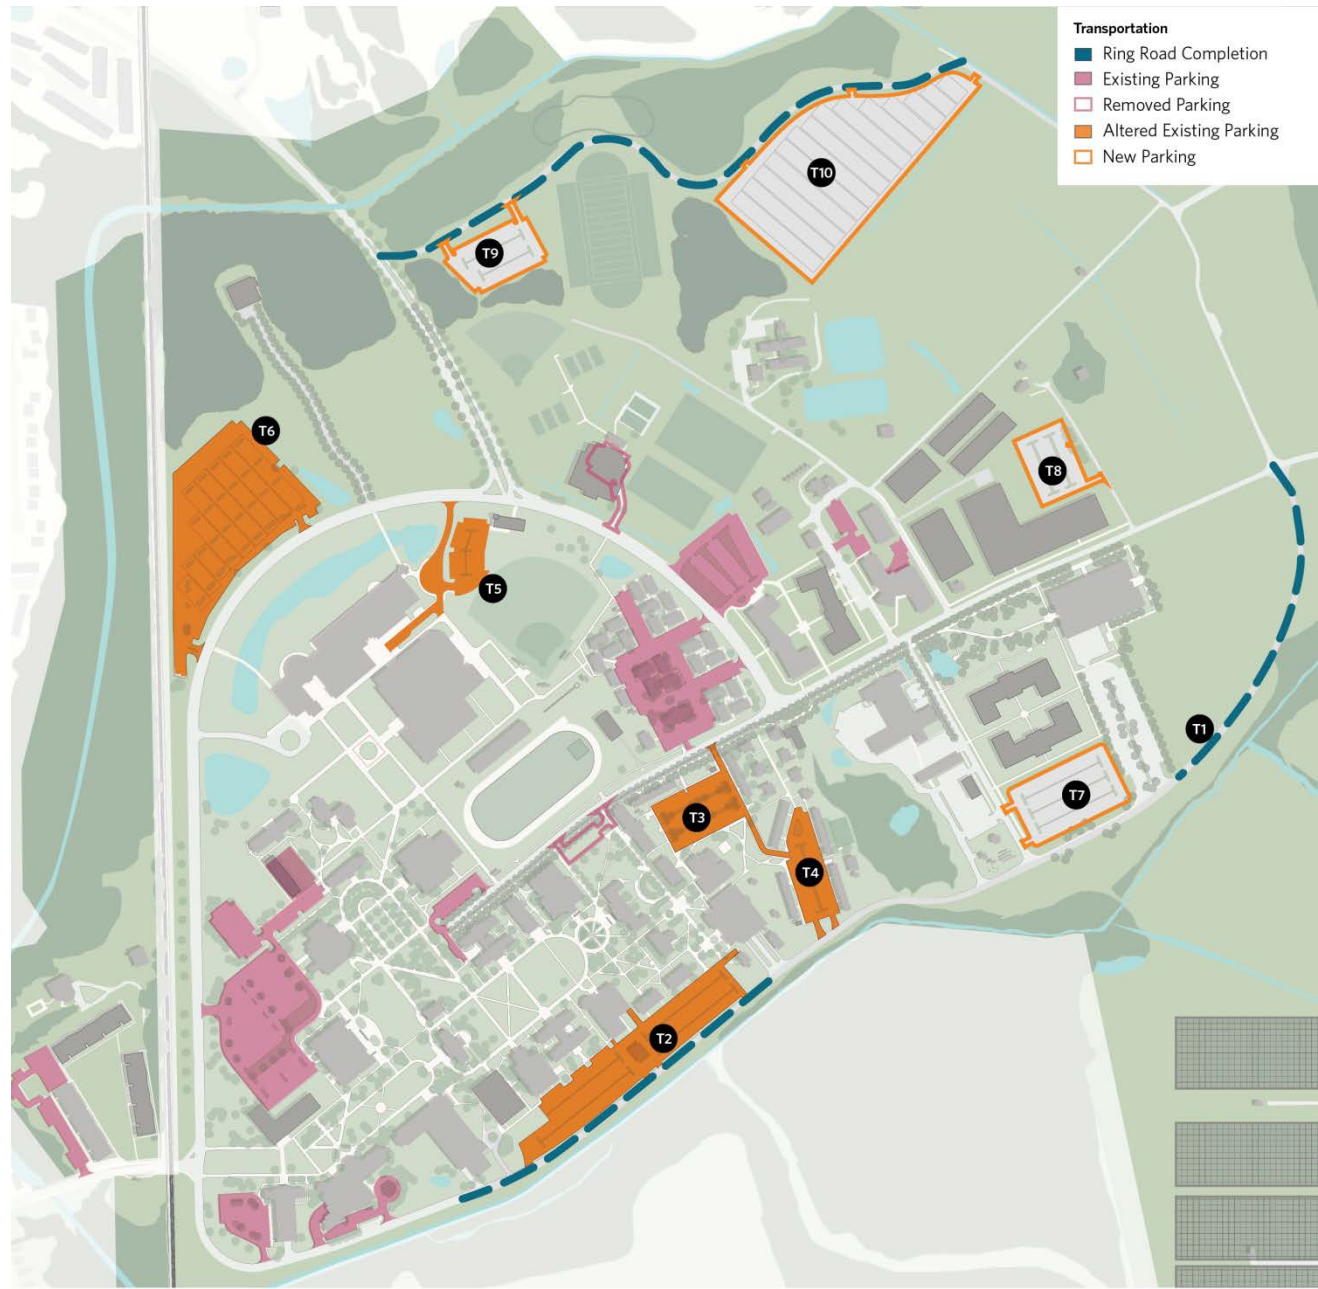 Transportation
Ring Road Completion
Existing Parking
Removed Parking
Altered Existing Parking
New Parking
T10
T9
T6
T8
T5
T1
T7
T3
T4
T2